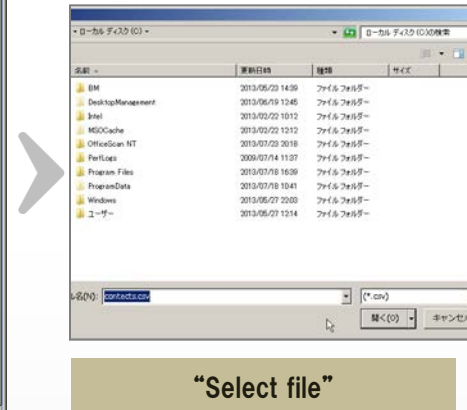 ローカル ディスク (C:) ローカル ディスク (C:)の検索
名前 更新日時 種類 サイズ
BM 2013/05/23 14:39 ファイル フォルダー
DesktopManagement 2013/06/19 12:45 ファイル フォルダー
Intel 2013/02/22 10:12 ファイル フォルダー
MSOCache 2013/02/22 12:12 ファイル フォルダー
OfficeScan NT 2013/07/23 20:18 ファイル フォルダー
PerfLogs 2009/07/14 11:37 ファイル フォルダー
Program Files 2013/07/18 16:39 ファイル フォルダー
ProgramData 2013/07/18 10:41 ファイル フォルダー
Windows 2013/05/27 22:03 ファイル フォルダー
ユーザー 2013/05/27 12:14 ファイル フォルダー
ル名(N): contacts.csv (*.csv)
開く(O) キャンセル
“Select file”